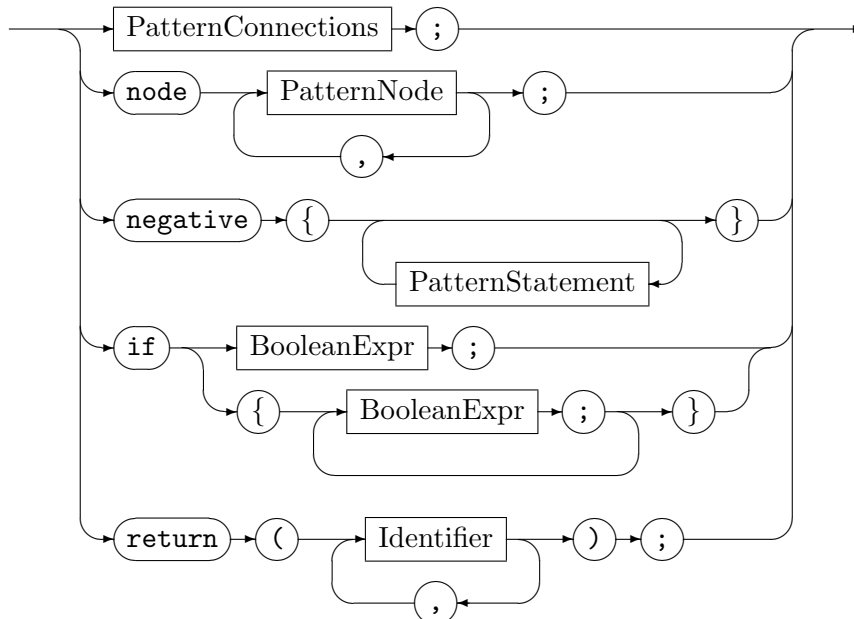 PatternConnections ;
node PatternNode ;
,
negative { }
PatternStatement
if BooleanExpr ;
{ BooleanExpr ; }
return ( Identifier ) ;
,